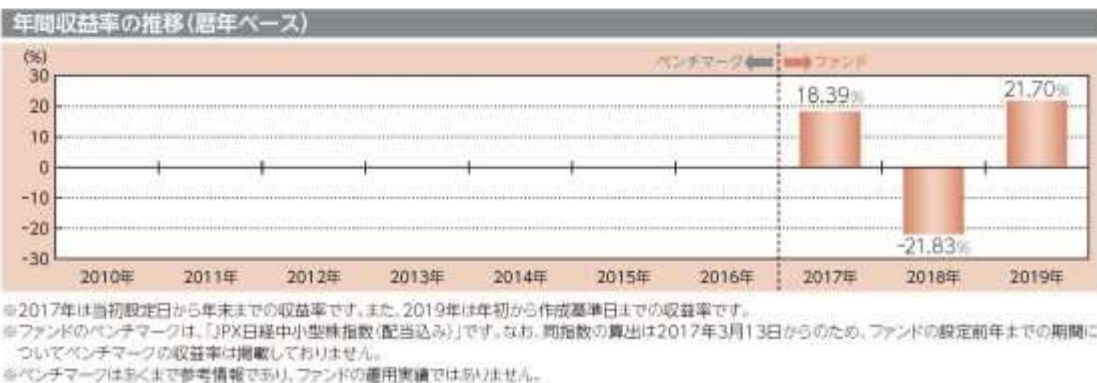 年間収益率の推移(暦年ベース)
(%)
ベンチマーク ファンド
30
20
10
0
-10
-20
-30
18.39%
-21.83%
21.70%
2010年 2011年 2012年 2013年 2014年 2015年 2016年 2017年 2018年 2019年
※2017年は当初設定日から年末までの収益率です。また、2019年は年初から作成基準日までの収益率です。
※ファンドのベンチマークは、「JPX日経中小型株指数(配当込み)」です。なお、同指数の算出は2017年3月13日からのため、ファンドの設定前年までの期間に
ついてベンチマークの収益率は掲載しておりません。
※ベンチマークはあくまで参考情報であり、ファンドの運用実績ではありません。